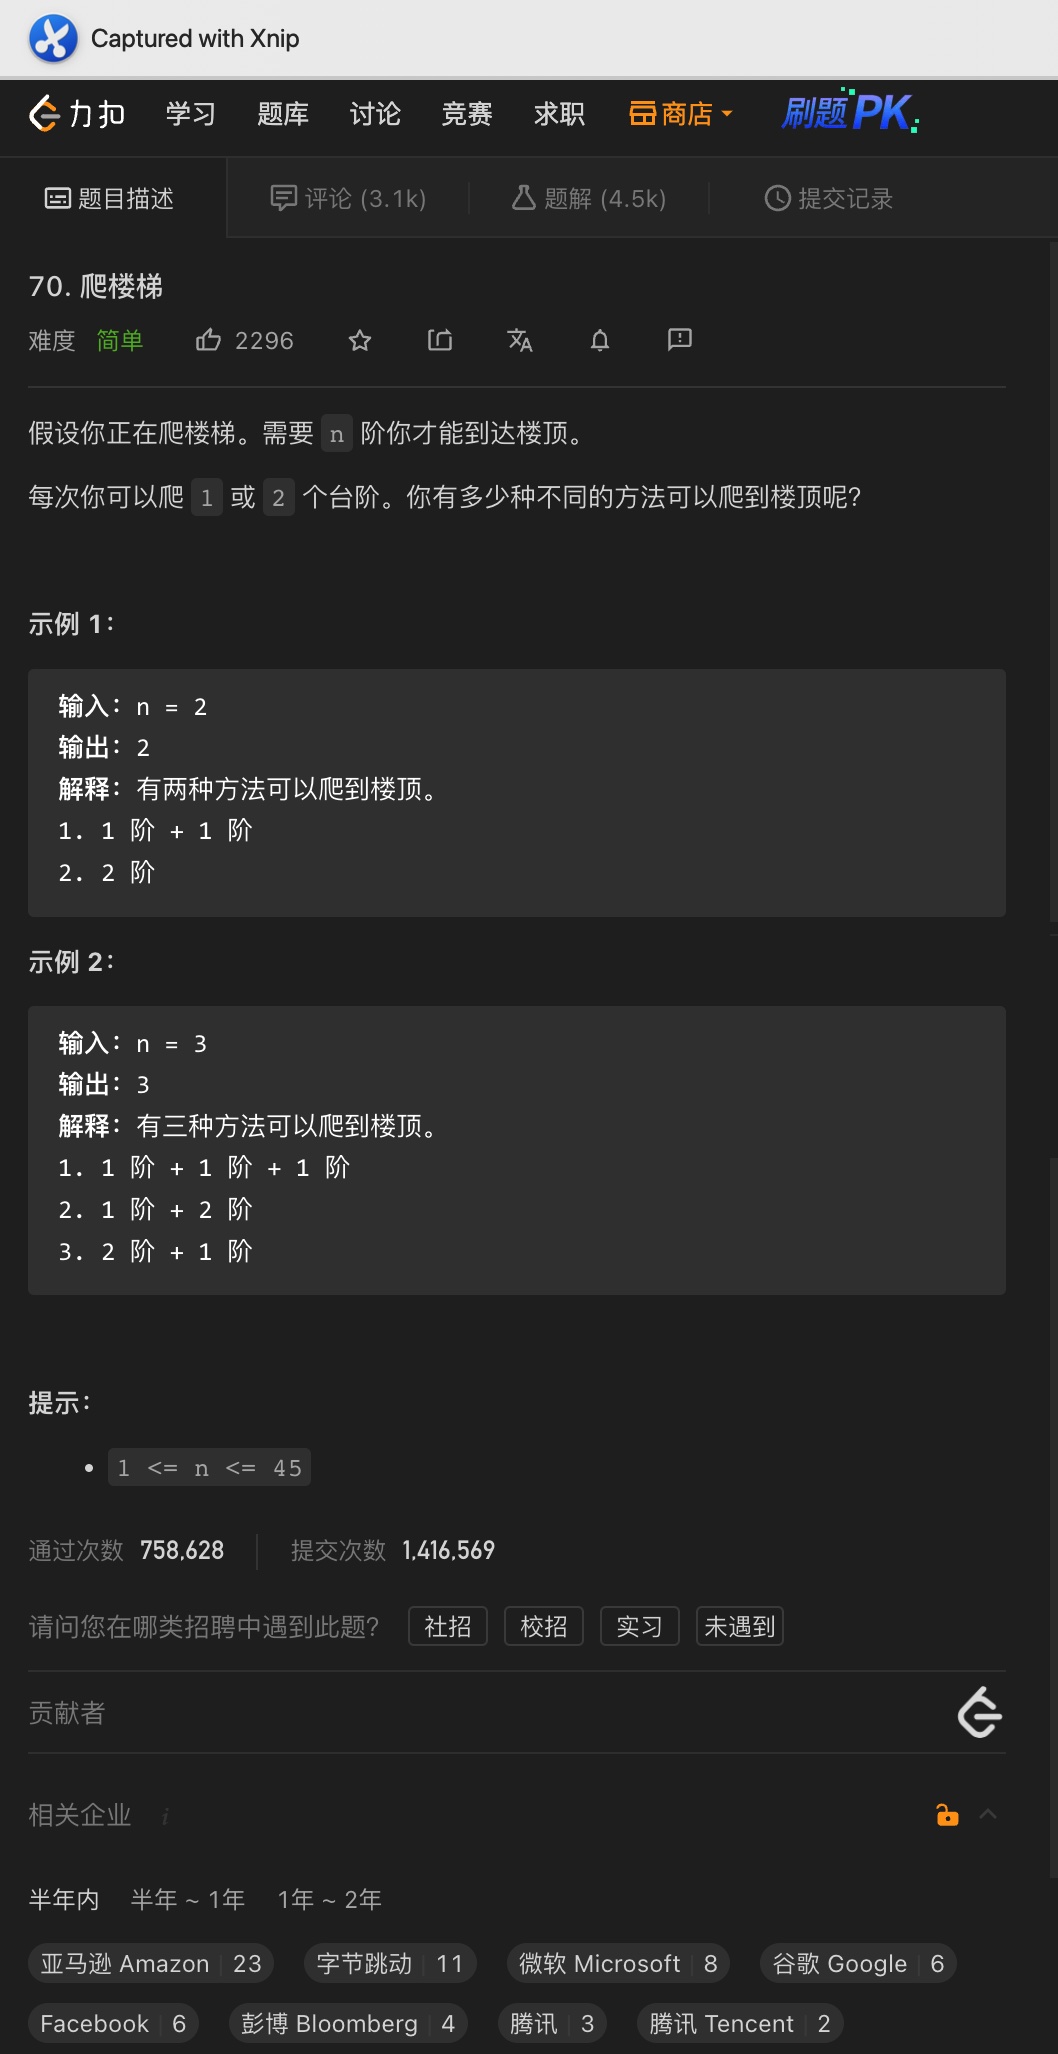 Captured with Xnip
力扣 学习 题库 讨论 竞赛 求职 商店 刷题PK
题目描述 评论 (3.1k) 题解 (4.5k) 提交记录
70. 爬楼梯
难度 简单 2296
假设你正在爬楼梯。需要 n 阶你才能到达楼顶。
每次你可以爬 1 或 2 个台阶。你有多少种不同的方法可以爬到楼顶呢?
示例 1:
输入: n = 2
输出: 2
解释: 有两种方法可以爬到楼顶。
1. 1 阶 + 1 阶
2. 2 阶
示例 2:
输入: n = 3
输出: 3
解释: 有三种方法可以爬到楼顶。
1. 1 阶 + 1 阶 + 1 阶
2. 1 阶 + 2 阶
3. 2 阶 + 1 阶
提示:
1 <= n <= 45
通过次数 758,628 提交次数 1,416,569
请问您在哪类招聘中遇到此题? 社招 校招 实习 未遇到
贡献者
相关企业 i
半年内 半年 ~ 1年 1年 ~ 2年
亚马逊 Amazon 23 字节跳动 11 微软 Microsoft 8 谷歌 Google 6
Facebook 6 彭博 Bloomberg 4 腾讯 3 腾讯 Tencent 2